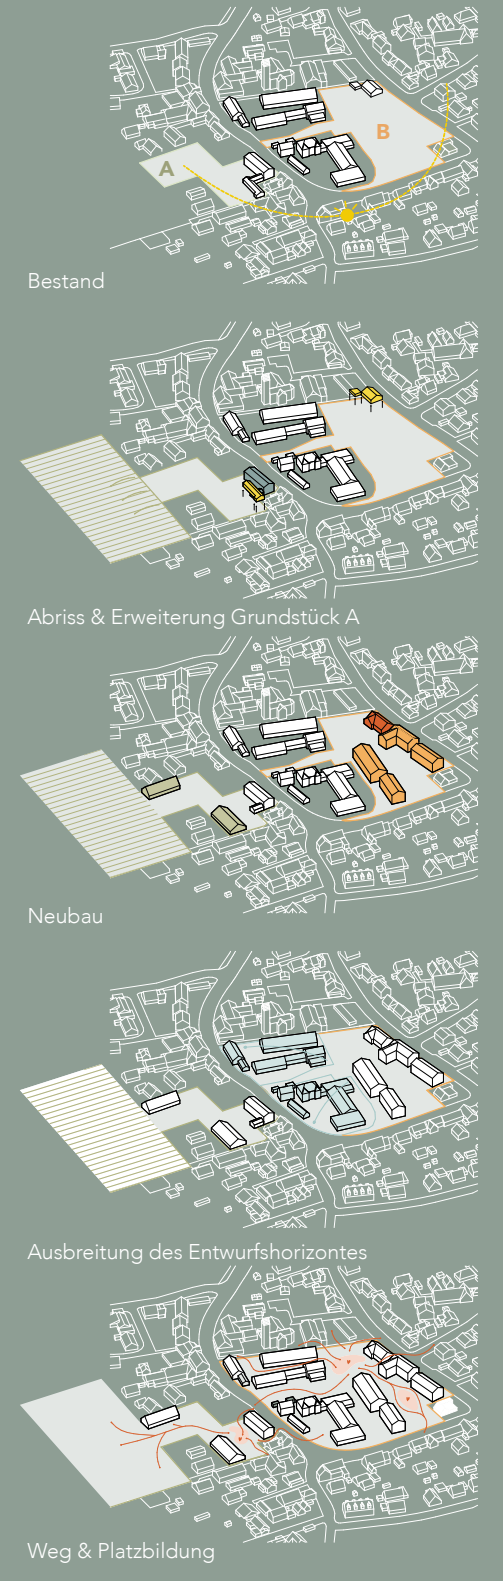 B
A
Bestand
Abriss & Erweiterung Grundstück A
Neubau
Ausbreitung des Entwurfshorizontes
Weg & Platzbildung